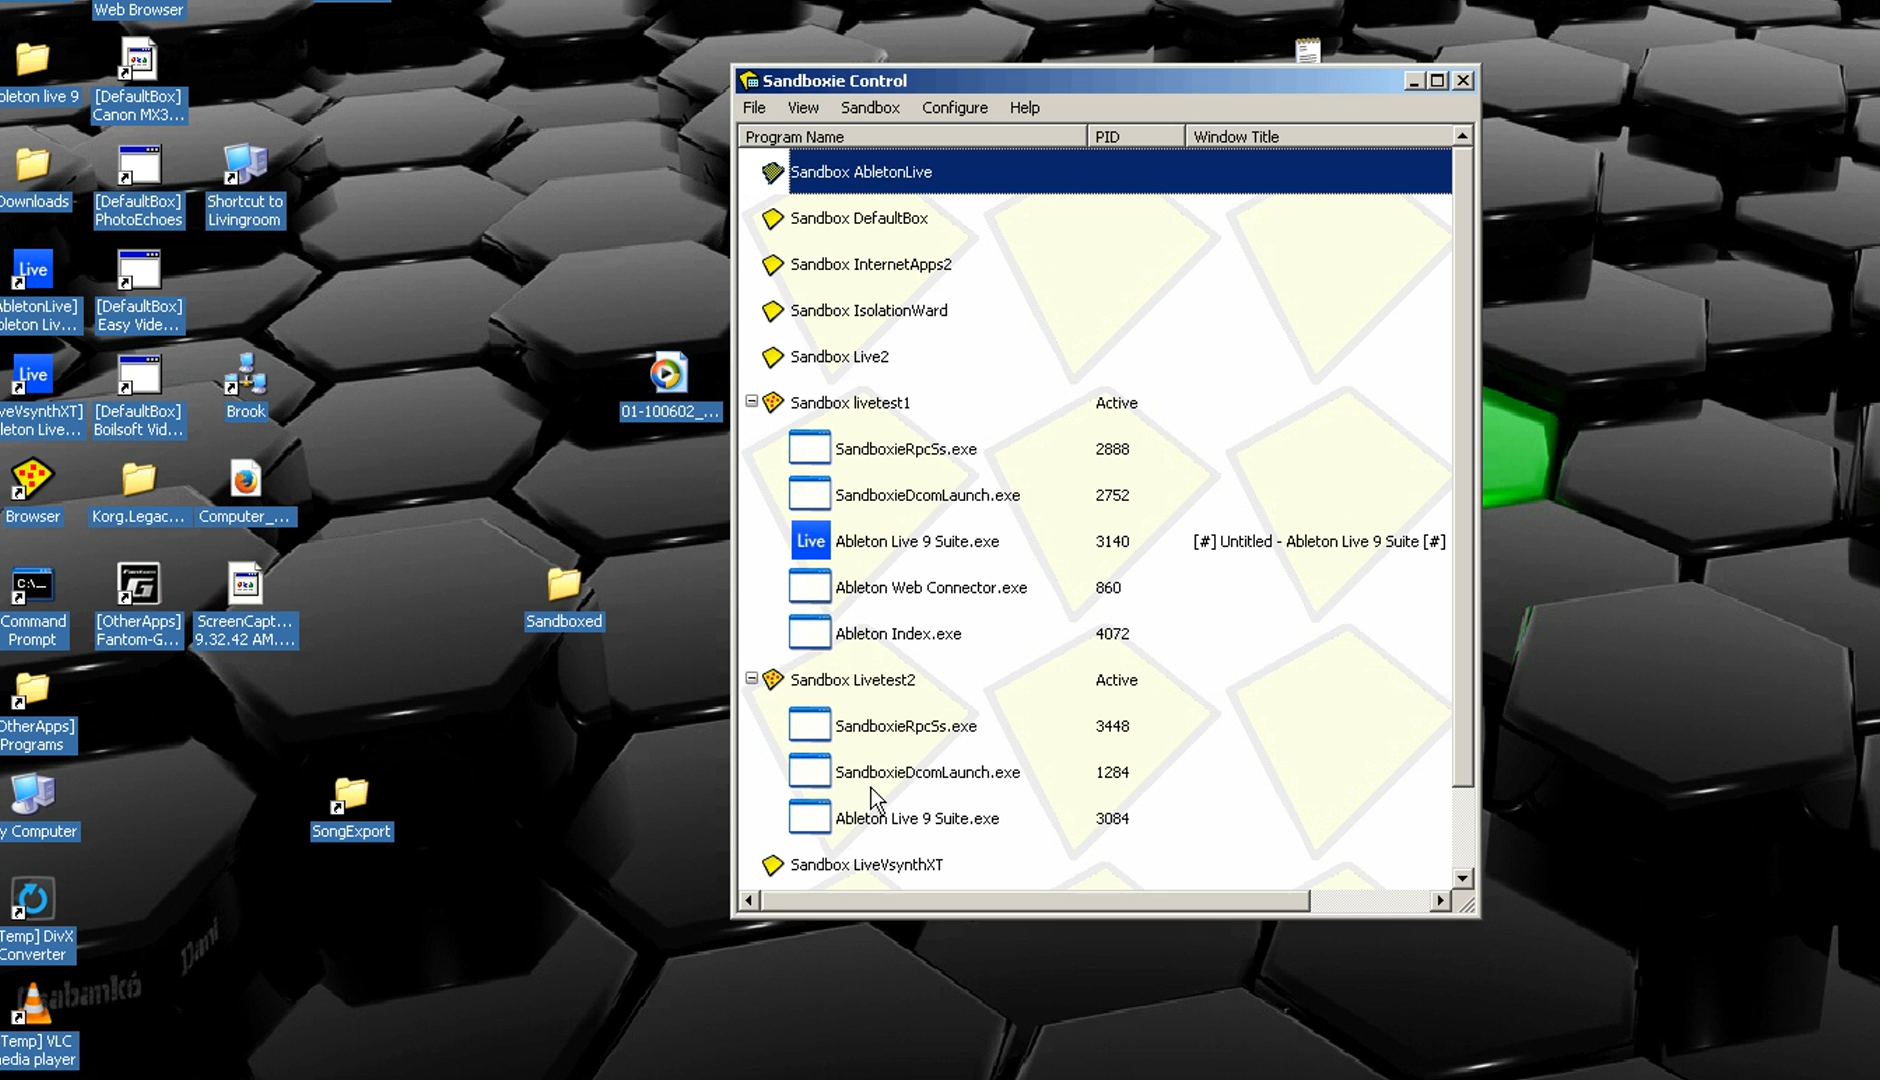 Web Browser
bleton live 9
[DefaultBox]
Canon MX3...
Downloads
[DefaultBox]
PhotoEchoes
Shortcut to
Livingroom
Live
AbletonLive]
bleton Liv...
[DefaultBox]
Easy Vide...
Live
veVsynthXT]
leton Live...
[DefaultBox]
Boilsoft Vid...
Brook
01-100602_...
Browser
Korg.Legac...
Computer_...
C:\_
Command
Prompt
[OtherApps]
Fantom-G...
ScreenCapt...
9.32.42 AM....
Sandboxed
OtherApps]
Programs
y Computer
SongExport
Temp] DivX
Converter
Dani
Csabankó
Temp] VLC
edia player
Sandboxie Control
File View Sandbox Configure Help
Program Name PID Window Title
Sandbox AbletonLive
Sandbox DefaultBox
Sandbox InternetApps2
Sandbox IsolationWard
Sandbox Live2
Sandbox livetest1 Active
SandboxieRpcSs.exe 2888
SandboxieDcomLaunch.exe 2752
Live Ableton Live 9 Suite.exe 3140 [#] Untitled - Ableton Live 9 Suite [#]
Ableton Web Connector.exe 860
Ableton Index.exe 4072
Sandbox Livetest2 Active
SandboxieRpcSs.exe 3448
SandboxieDcomLaunch.exe 1284
Ableton Live 9 Suite.exe 3084
Sandbox LiveVsynthXT